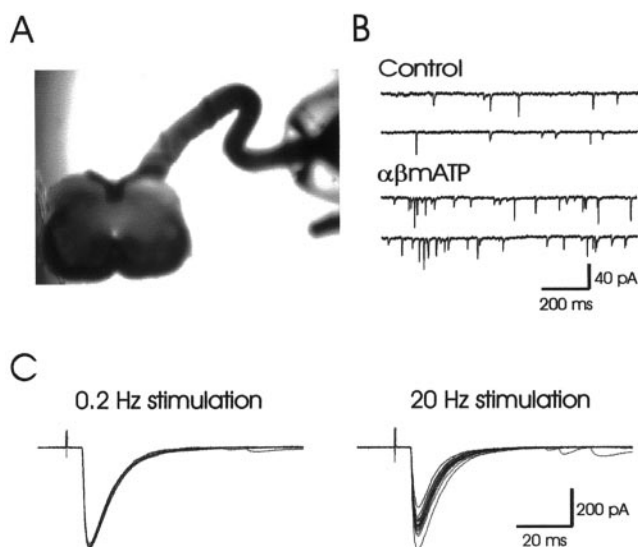 A
B
Control
αβmATP
40 pA
200 ms
C
0.2 Hz stimulation
20 Hz stimulation
200 pA
20 ms